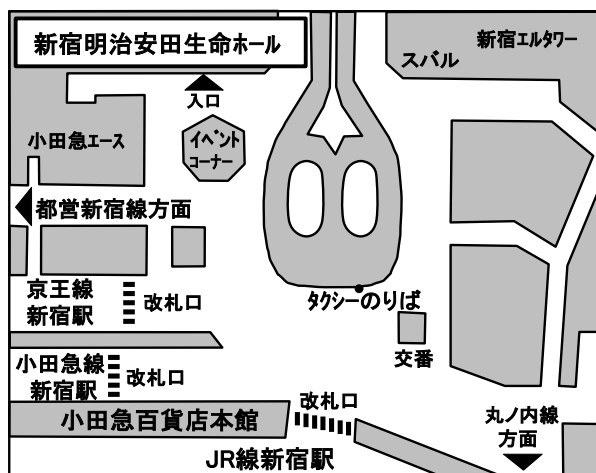 新宿明治安田生命ホール
新宿エルタワー
スバル
入口
小田急エース
イベント
コーナー
都営新宿線方面
京王線
新宿駅
改札口
タクシーのりば
小田急線
新宿駅
改札口
交番
小田急百貨店本館
改札口
丸ノ内線
方面
JR線新宿駅